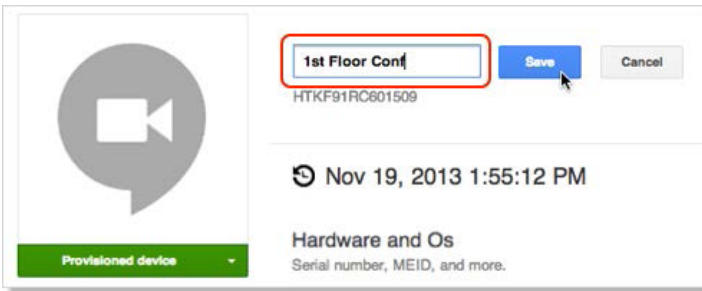 1st Floor Conf
Save
Cancel
HTKF91RC601509
Nov 19, 2013 1:55:12 PM
Hardware and Os
Serial number, MEID, and more.
Provisioned device